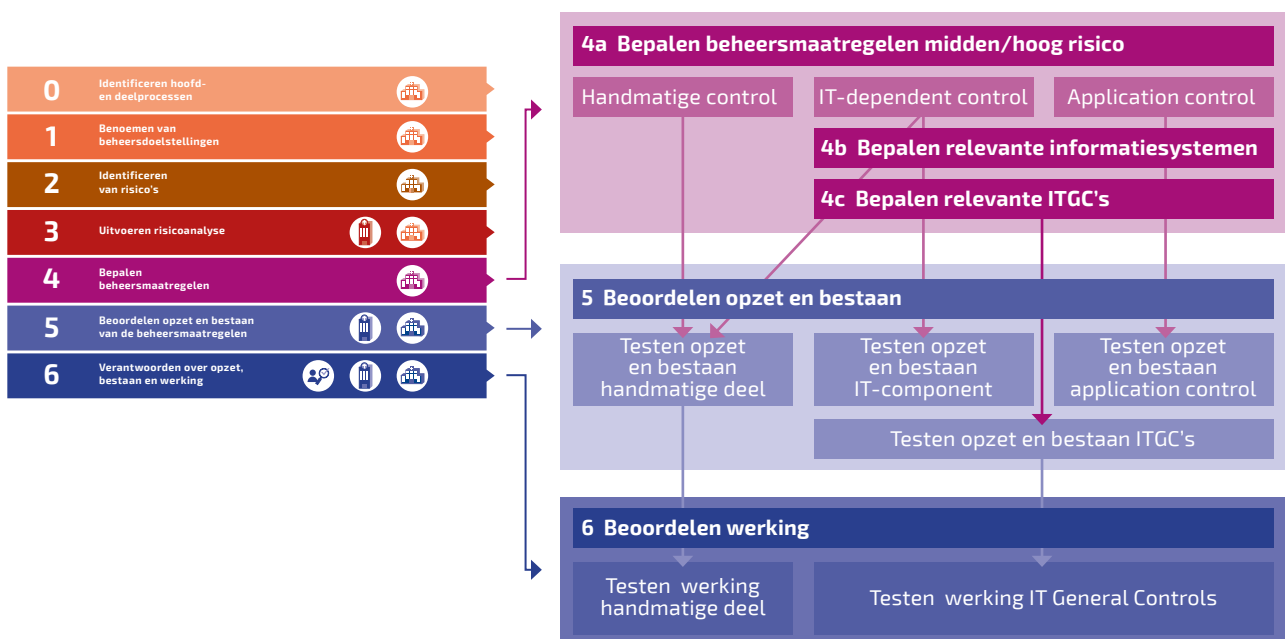 0
Identificeren hoofd-
en deelprocessen
1
Benoemen van
beheersdoelstellingen
2
Identificeren
van risico's
3
Uitvoeren risicoanalyse
4
Bepalen
beheersmaatregelen
5
Beoordelen opzet en bestaan
van de beheersmaatregelen
6
Verantwoorden over opzet,
bestaan en werking
4a Bepalen beheersmaatregelen midden/hoog risico
Handmatige control
IT-dependent control
Application control
4b Bepalen relevante informatiesystemen
4c Bepalen relevante ITGC's
5 Beoordelen opzet en bestaan
Testen opzet
en bestaan
handmatige deel
Testen opzet
en bestaan
IT-component
Testen opzet
en bestaan
application control
Testen opzet en bestaan ITGC's
6 Beoordelen werking
Testen werking
handmatige deel
Testen werking IT General Controls